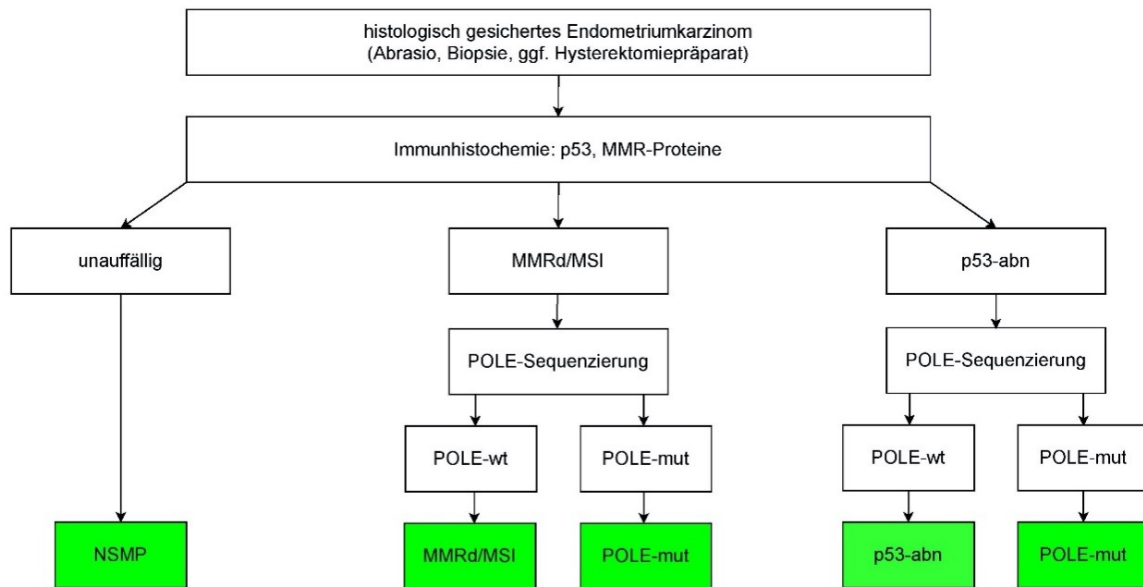 histologisch gesichertes Endometriumkarzinom
(Abrasio, Biopsie, ggf. Hysterektomiepräparat)
Immunhistochemie: p53, MMR-Proteine
unauffällig
MMRd/MSI
p53-abn
POLE-Sequenzierung
POLE-Sequenzierung
POLE-wt
POLE-mut
POLE-wt
POLE-mut
NSMP
MMRd/MSI
POLE-mut
p53-abn
POLE-mut